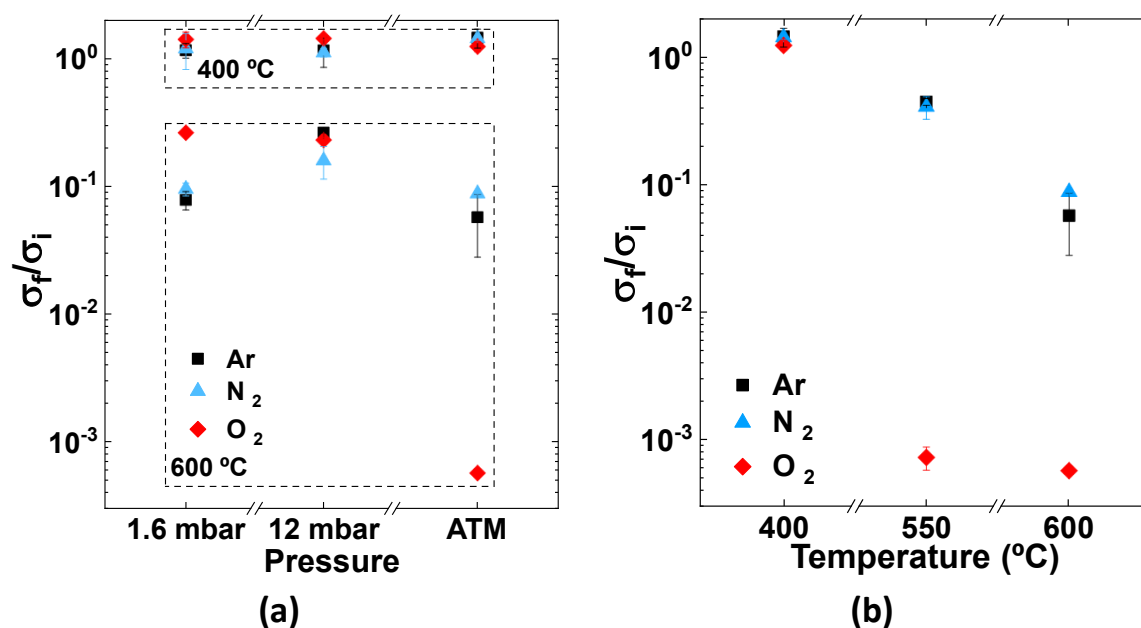 10⁰
10⁻¹
10⁻²
10⁻³
σf/σi
400 ºC
Ar
N 2
O 2
600 ºC
1.6 mbar 12 mbar ATM
Pressure
(a)
10⁰
10⁻¹
10⁻²
10⁻³
σf/σi
Ar
N 2
O 2
400 550 600
Temperature (ºC)
(b)